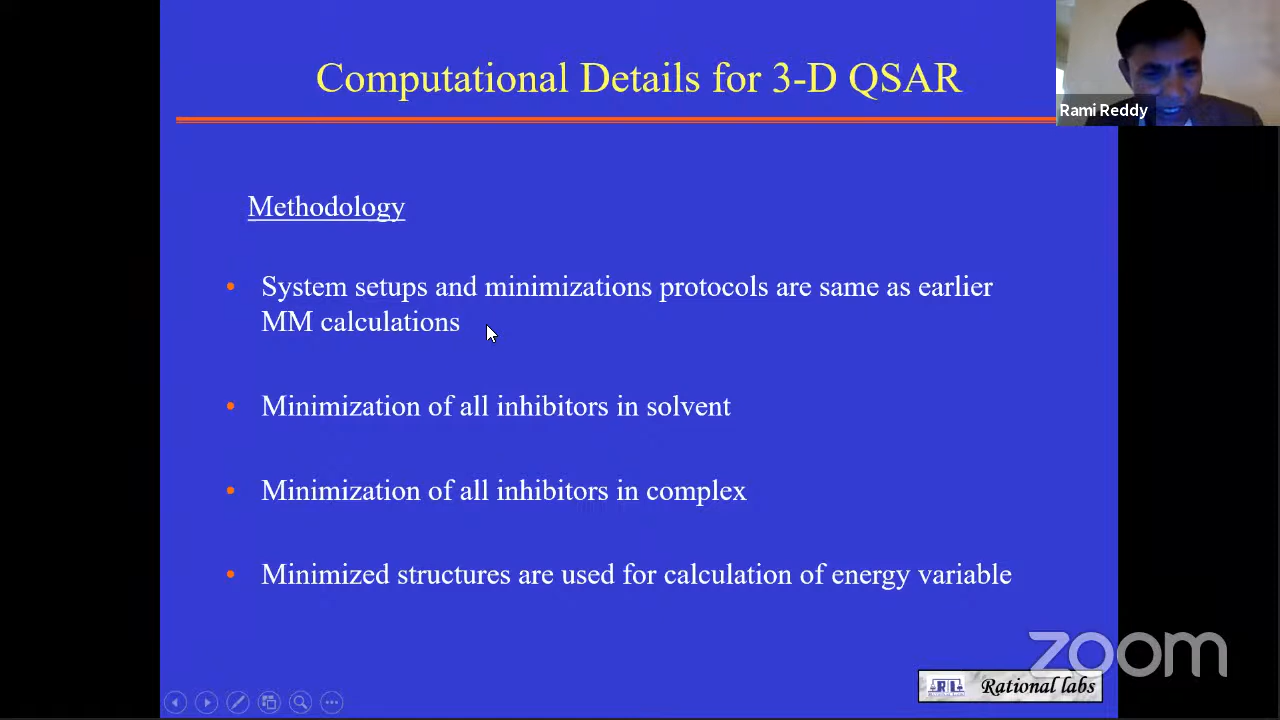 Computational Details for 3-D QSAR
Rami Reddy
Methodology
• System setups and minimizations protocols are same as earlier
MM calculations
• Minimization of all inhibitors in solvent
• Minimization of all inhibitors in complex
• Minimized structures are used for calculation of energy variable
zoom
RL
Rational labs